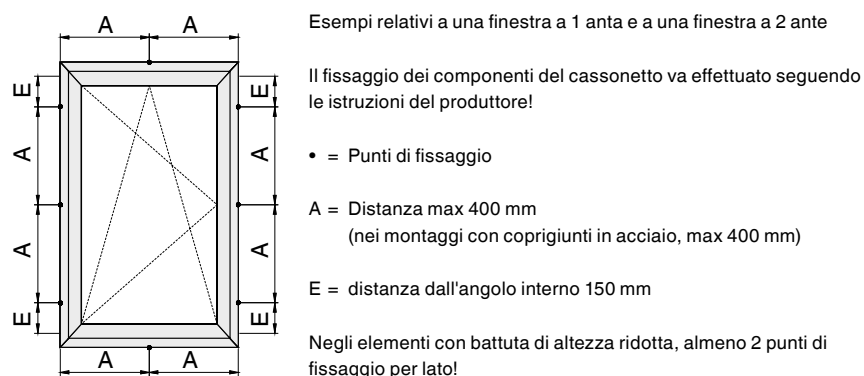 A A
Esempi relativi a una finestra a 1 anta e a una finestra a 2 ante
E E
Il fissaggio dei componenti del cassonetto va effettuato seguendo
le istruzioni del produttore!
A A
• = Punti di fissaggio
A = Distanza max 400 mm
(nei montaggi con coprigiunti in acciaio, max 400 mm)
A A
E = distanza dall'angolo interno 150 mm
E E
Negli elementi con battuta di altezza ridotta, almeno 2 punti di
fissaggio per lato!
A A